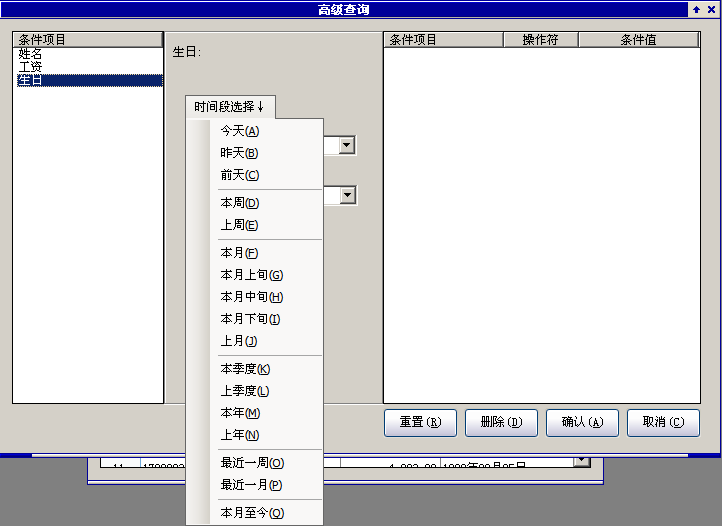 高级查询
条件项目
姓名
工资
生日
生日:
时间段选择↓
今天(A)
昨天(B)
前天(C)
本周(D)
上周(E)
本月(F)
本月上旬(G)
本月中旬(H)
本月下旬(I)
上月(J)
本季度(K)
上季度(L)
本年(M)
上年(N)
最近一周(O)
最近一月(P)
本月至今(Q)
条件项目 操作符 条件值
重置(R) 删除(D) 确认(A) 取消(C)